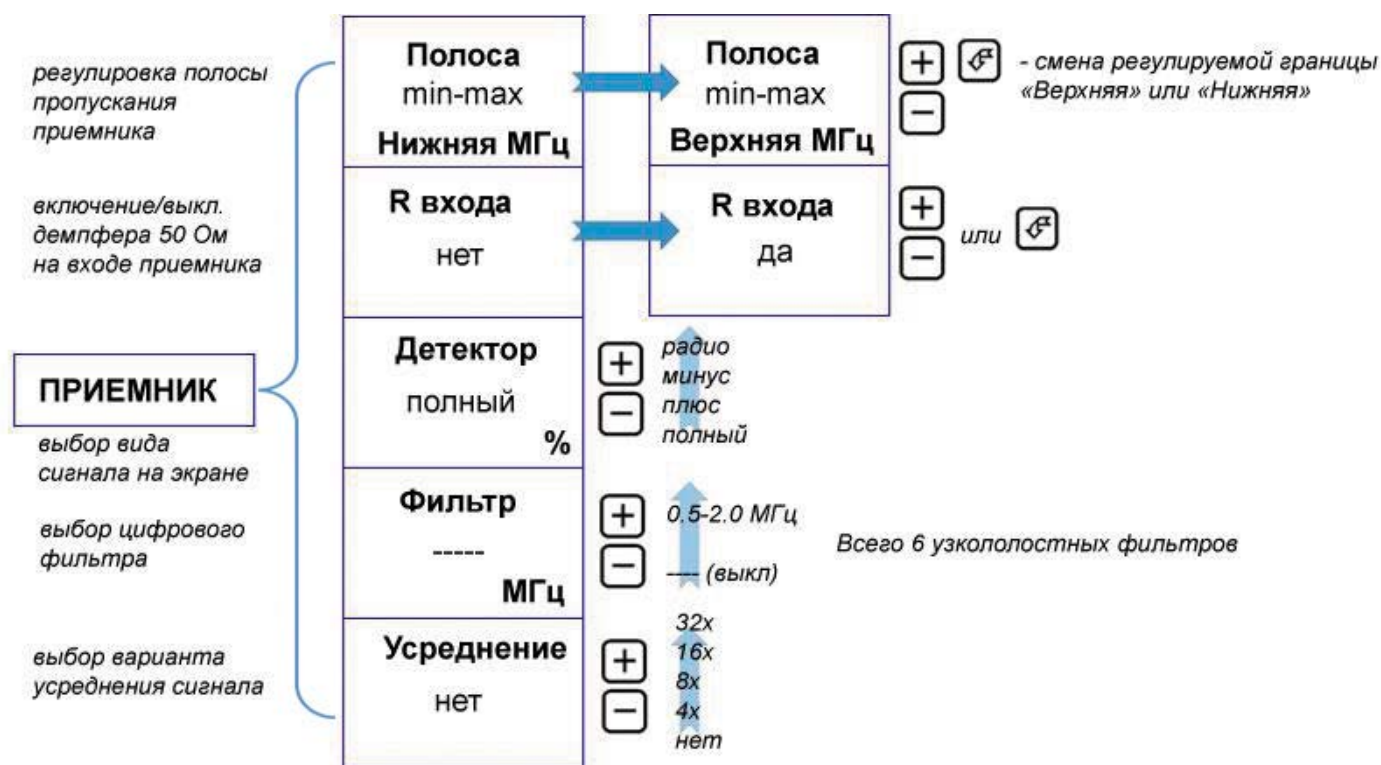 регулировка полосы
пропускания
приемника
Полоса
min-max
Нижняя МГц
Полоса
min-max
Верхняя МГц
+
−
- смена регулируемой границы
«Верхняя» или «Нижняя»
включение/выкл.
демпфера 50 Ом
на входе приемника
R входа
нет
R входа
да
+
−
или
ПРИЕМНИК
выбор вида
сигнала на экране
Детектор
полный
%
+
−
радио
минус
плюс
полный
выбор цифрового
фильтра
Фильтр
-----
МГц
+
−
0.5-2.0 МГц
---- (выкл)
Всего 6 узкололостных фильтров
выбор варианта
усреднения сигнала
Усреднение
нет
+
−
32x
16x
8x
4x
нет